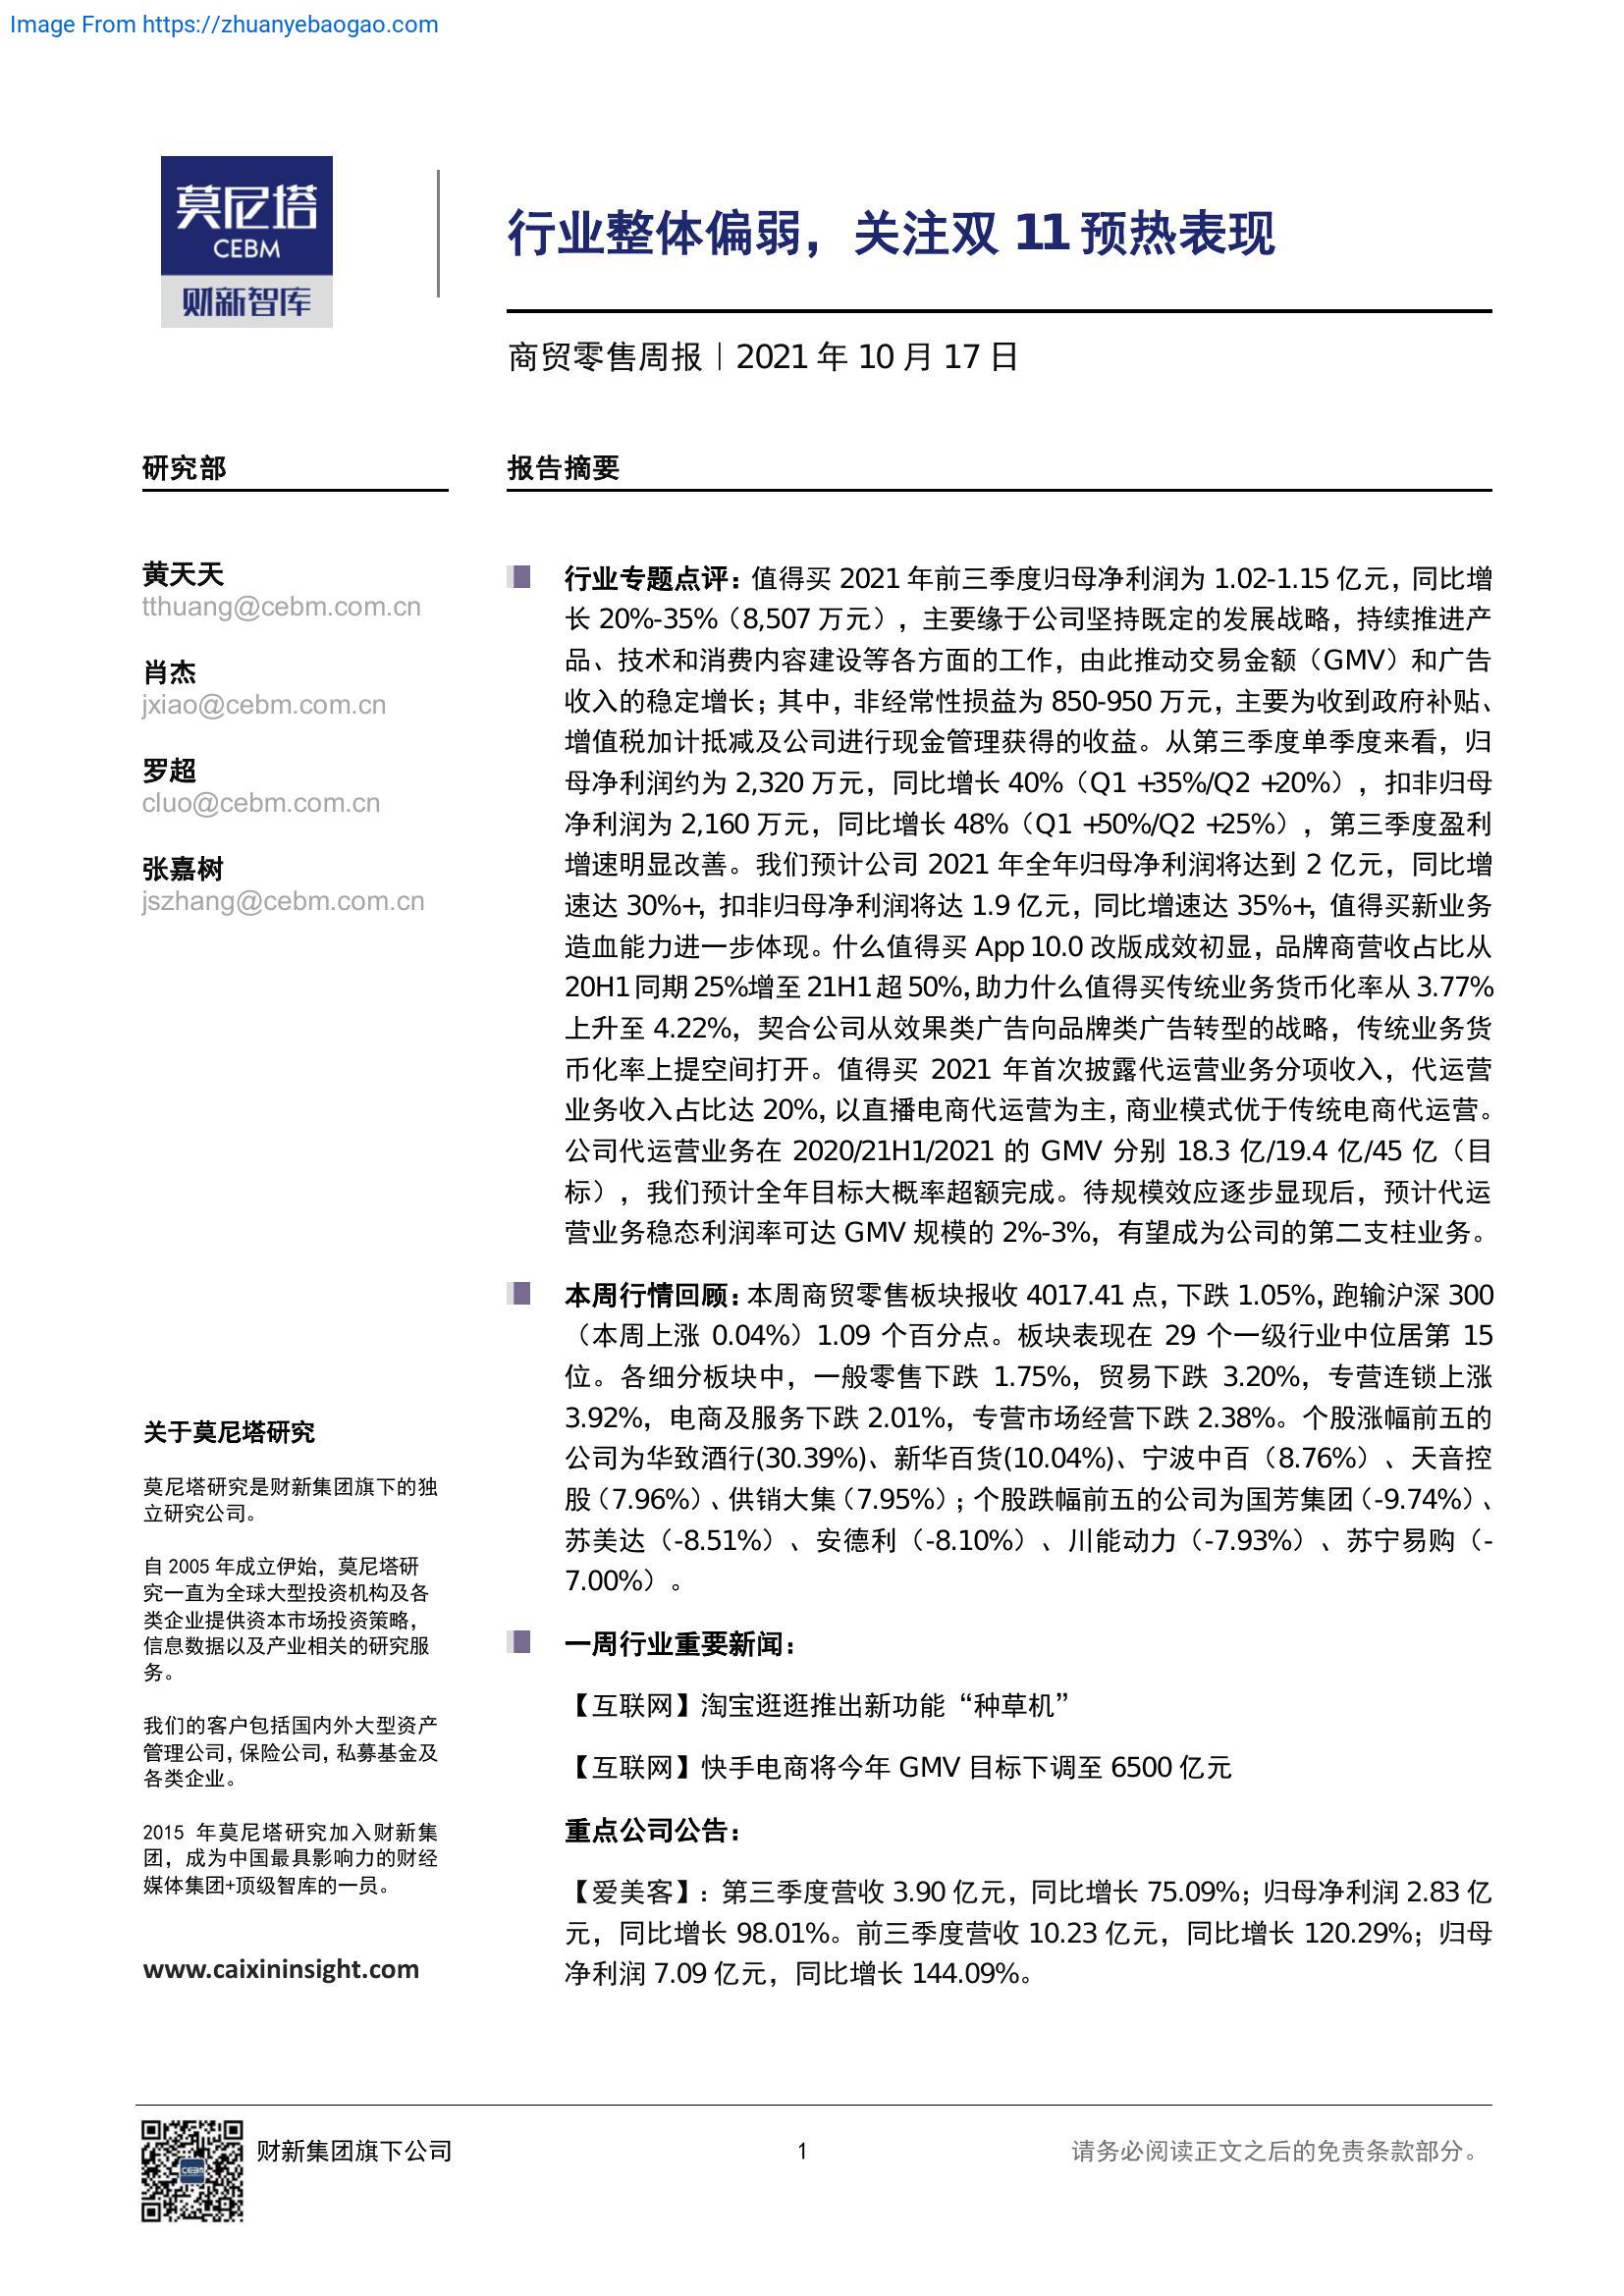 Image From https://zhuanyebaogao.com
莫尼塔
CEBM
财新智库
行业整体偏弱，关注双 11 预热表现
商贸零售周报︱2021 年 10 月 17 日
研究部
黄天天
tthuang@cebm.com.cn
肖杰
jxiao@cebm.com.cn
罗超
cluo@cebm.com.cn
张嘉树
jszhang@cebm.com.cn
关于莫尼塔研究
莫尼塔研究是财新集团旗下的独
立研究公司。
自 2005 年成立伊始，莫尼塔研
究一直为全球大型投资机构及各
类企业提供资本市场投资策略，
信息数据以及产业相关的研究服
务。
我们的客户包括国内外大型资产
管理公司，保险公司，私募基金及
各类企业。
2015 年莫尼塔研究加入财新集
团，成为中国最具影响力的财经
媒体集团+顶级智库的一员。
www.caixininsight.com
报告摘要
行业专题点评：值得买 2021 年前三季度归母净利润为 1.02-1.15 亿元，同比增
长 20%-35%（8,507 万元），主要缘于公司坚持既定的发展战略，持续推进产
品、技术和消费内容建设等各方面的工作，由此推动交易金额（GMV）和广告
收入的稳定增长；其中，非经常性损益为 850-950 万元，主要为收到政府补贴、
增值税加计抵减及公司进行现金管理获得的收益。从第三季度单季度来看，归
母净利润约为 2,320 万元，同比增长 40%（Q1 +35%/Q2 +20%），扣非归母
净利润为 2,160 万元，同比增长 48%（Q1 +50%/Q2 +25%），第三季度盈利
增速明显改善。我们预计公司 2021 年全年归母净利润将达到 2 亿元，同比增
速达 30%+，扣非归母净利润将达 1.9 亿元，同比增速达 35%+，值得买新业务
造血能力进一步体现。什么值得买 App 10.0 改版成效初显，品牌商营收占比从
20H1 同期 25%增至 21H1 超 50%，助力什么值得买传统业务货币化率从 3.77%
上升至 4.22%，契合公司从效果类广告向品牌类广告转型的战略，传统业务货
币化率上提空间打开。值得买 2021 年首次披露代运营业务分项收入，代运营
业务收入占比达 20%，以直播电商代运营为主，商业模式优于传统电商代运营。
公司代运营业务在 2020/21H1/2021 的 GMV 分别 18.3 亿/19.4 亿/45 亿（目
标），我们预计全年目标大概率超额完成。待规模效应逐步显现后，预计代运
营业务稳态利润率可达 GMV 规模的 2%-3%，有望成为公司的第二支柱业务。
本周行情回顾：本周商贸零售板块报收 4017.41 点，下跌 1.05%，跑输沪深 300
（本周上涨 0.04%）1.09 个百分点。板块表现在 29 个一级行业中位居第 15
位。各细分板块中，一般零售下跌 1.75%，贸易下跌 3.20%，专营连锁上涨
3.92%，电商及服务下跌 2.01%，专营市场经营下跌 2.38%。个股涨幅前五的
公司为华致酒行(30.39%)、新华百货(10.04%)、宁波中百（8.76%）、天音控
股（7.96%）、供销大集（7.95%）；个股跌幅前五的公司为国芳集团（-9.74%）、
苏美达（-8.51%）、安德利（-8.10%）、川能动力（-7.93%）、苏宁易购（-
7.00%）。
一周行业重要新闻：
【互联网】淘宝逛逛推出新功能“种草机”
【互联网】快手电商将今年 GMV 目标下调至 6500 亿元
重点公司公告：
【爱美客】：第三季度营收 3.90 亿元，同比增长 75.09%；归母净利润 2.83 亿
元，同比增长 98.01%。前三季度营收 10.23 亿元，同比增长 120.29%；归母
净利润 7.09 亿元，同比增长 144.09%。
CEBM
财新集团旗下公司
1
请务必阅读正文之后的免责条款部分。